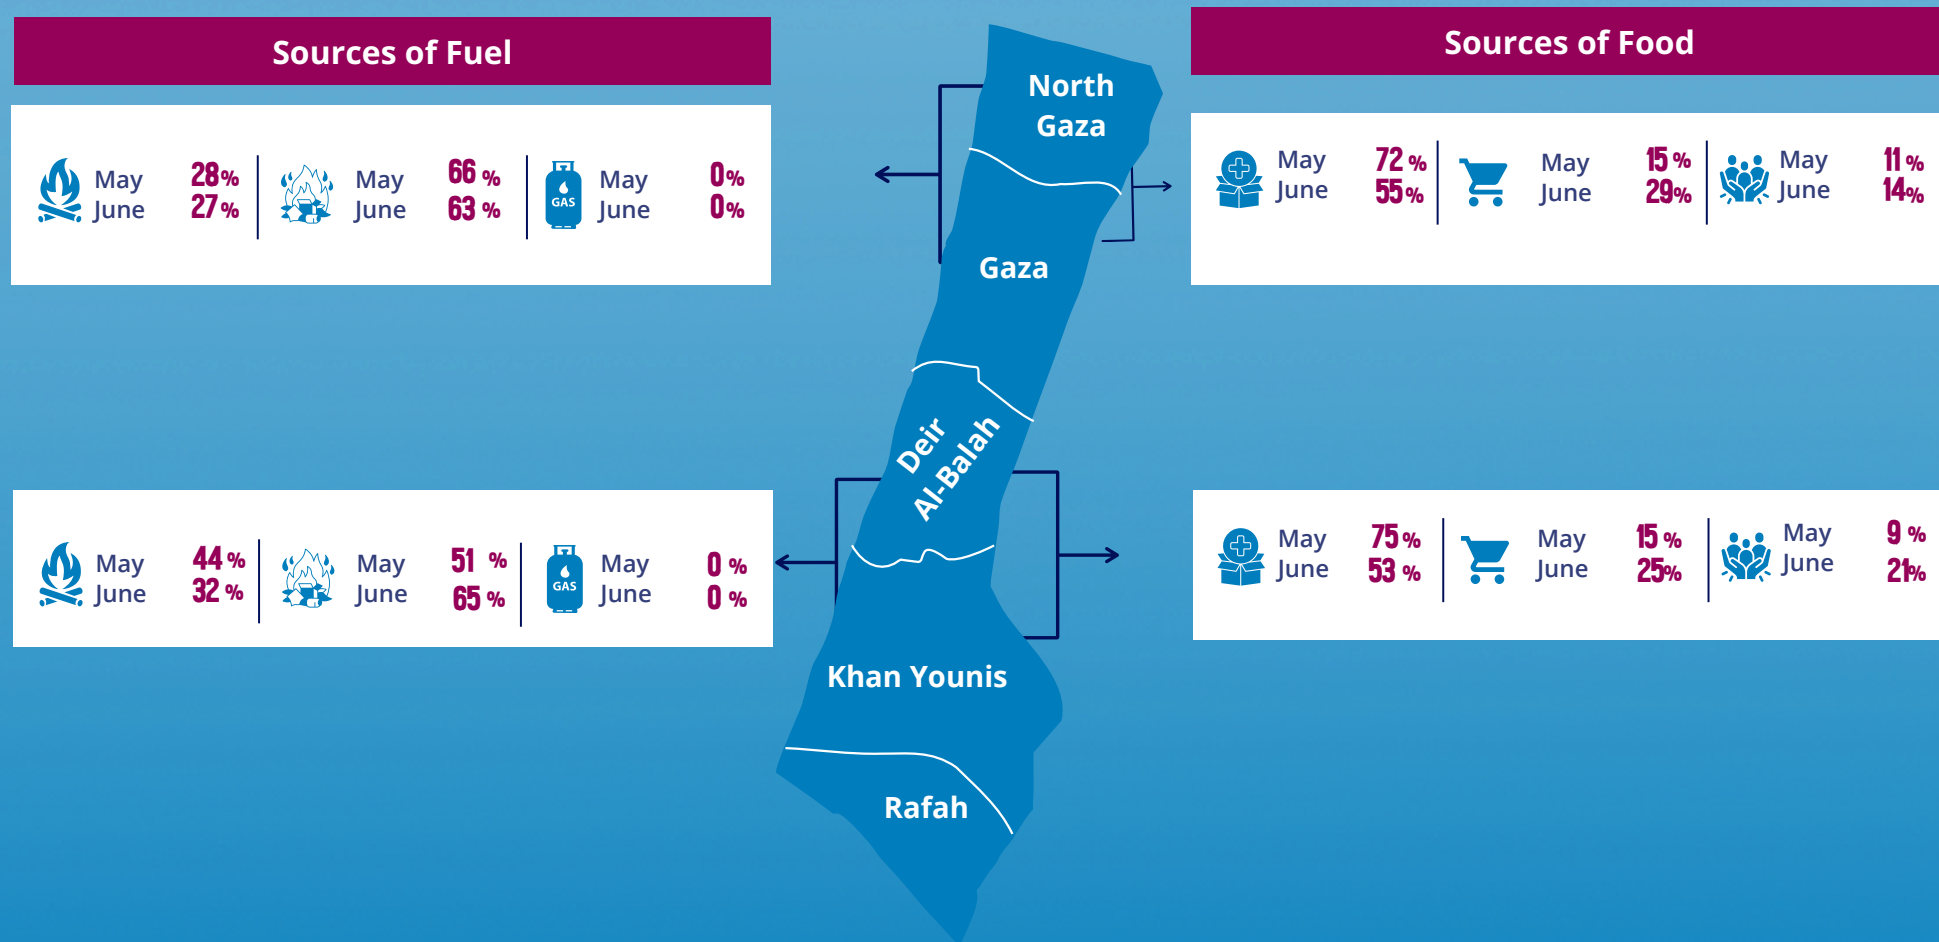 Sources of Fuel
Sources of Food
May 28% May 66 % May 0%
June 27% June 63 % June 0%
GAS
North
Gaza
May 72 % May 15 % May 11 %
June 55% June 29% June 14%
Gaza
Deir
Al-Balah
May 44 % May 51 % May 0 %
June 32 % June 65 % June 0 %
GAS
May 75 % May 15 % May 9 %
June 53 % June 25% June 21%
Khan Younis
Rafah